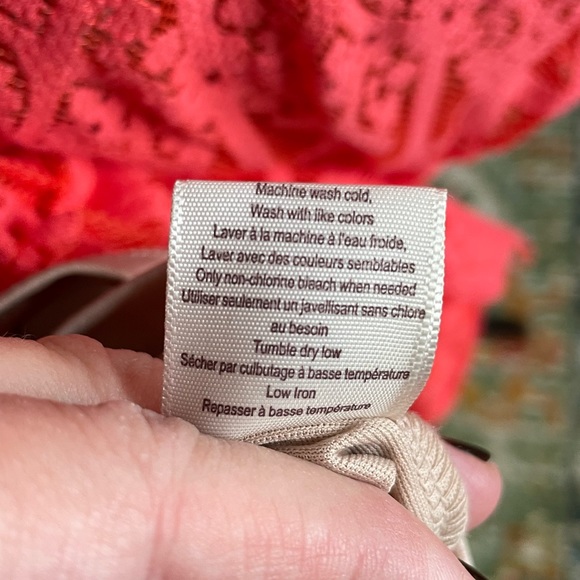 Machine wash cold,
Wash with like colors
Laver à la machine à l'eau froide,
Laver avec des couleurs semblables
Only non-chlorine bleach when needed
Utiliser seulement un javellisant sans chlore
au besoin
Tumble dry low
Sécher par culbutage à basse température
Low Iron
Repasser à basse température